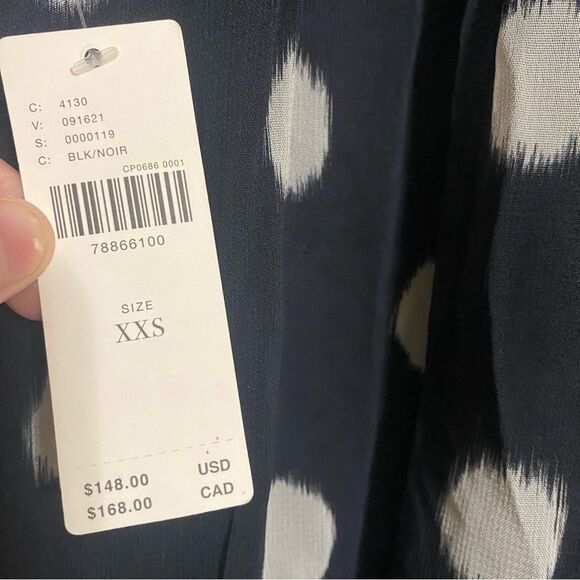 C: 4130
V: 091621
S: 0000119
C: BLK/NOIR
CP0686 0001
78866100
SIZE
XXS
$148.00 USD
$168.00 CAD